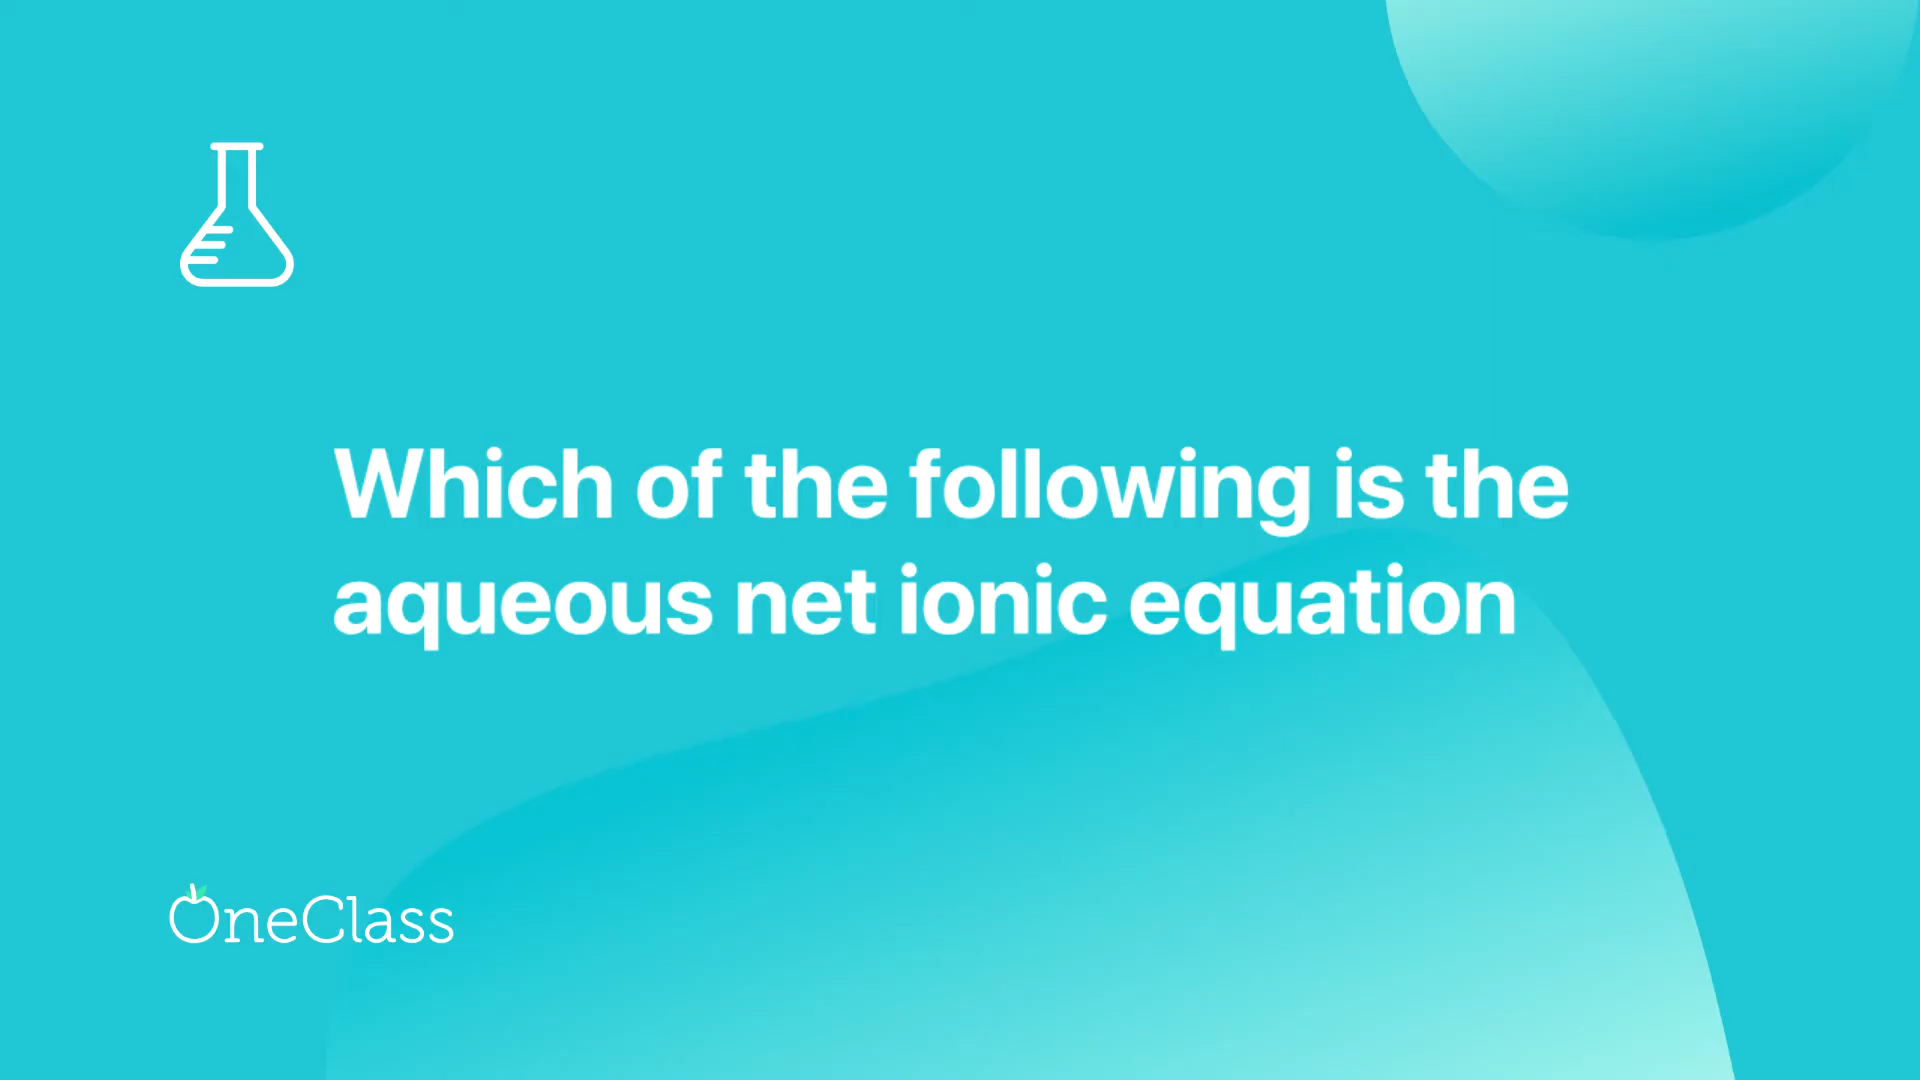 Which of the following is the
aqueous net ionic equation
OneClass